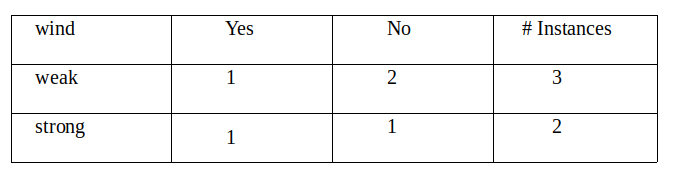 wind Yes No # Instances
weak 1 2 3
strong 1 1 2